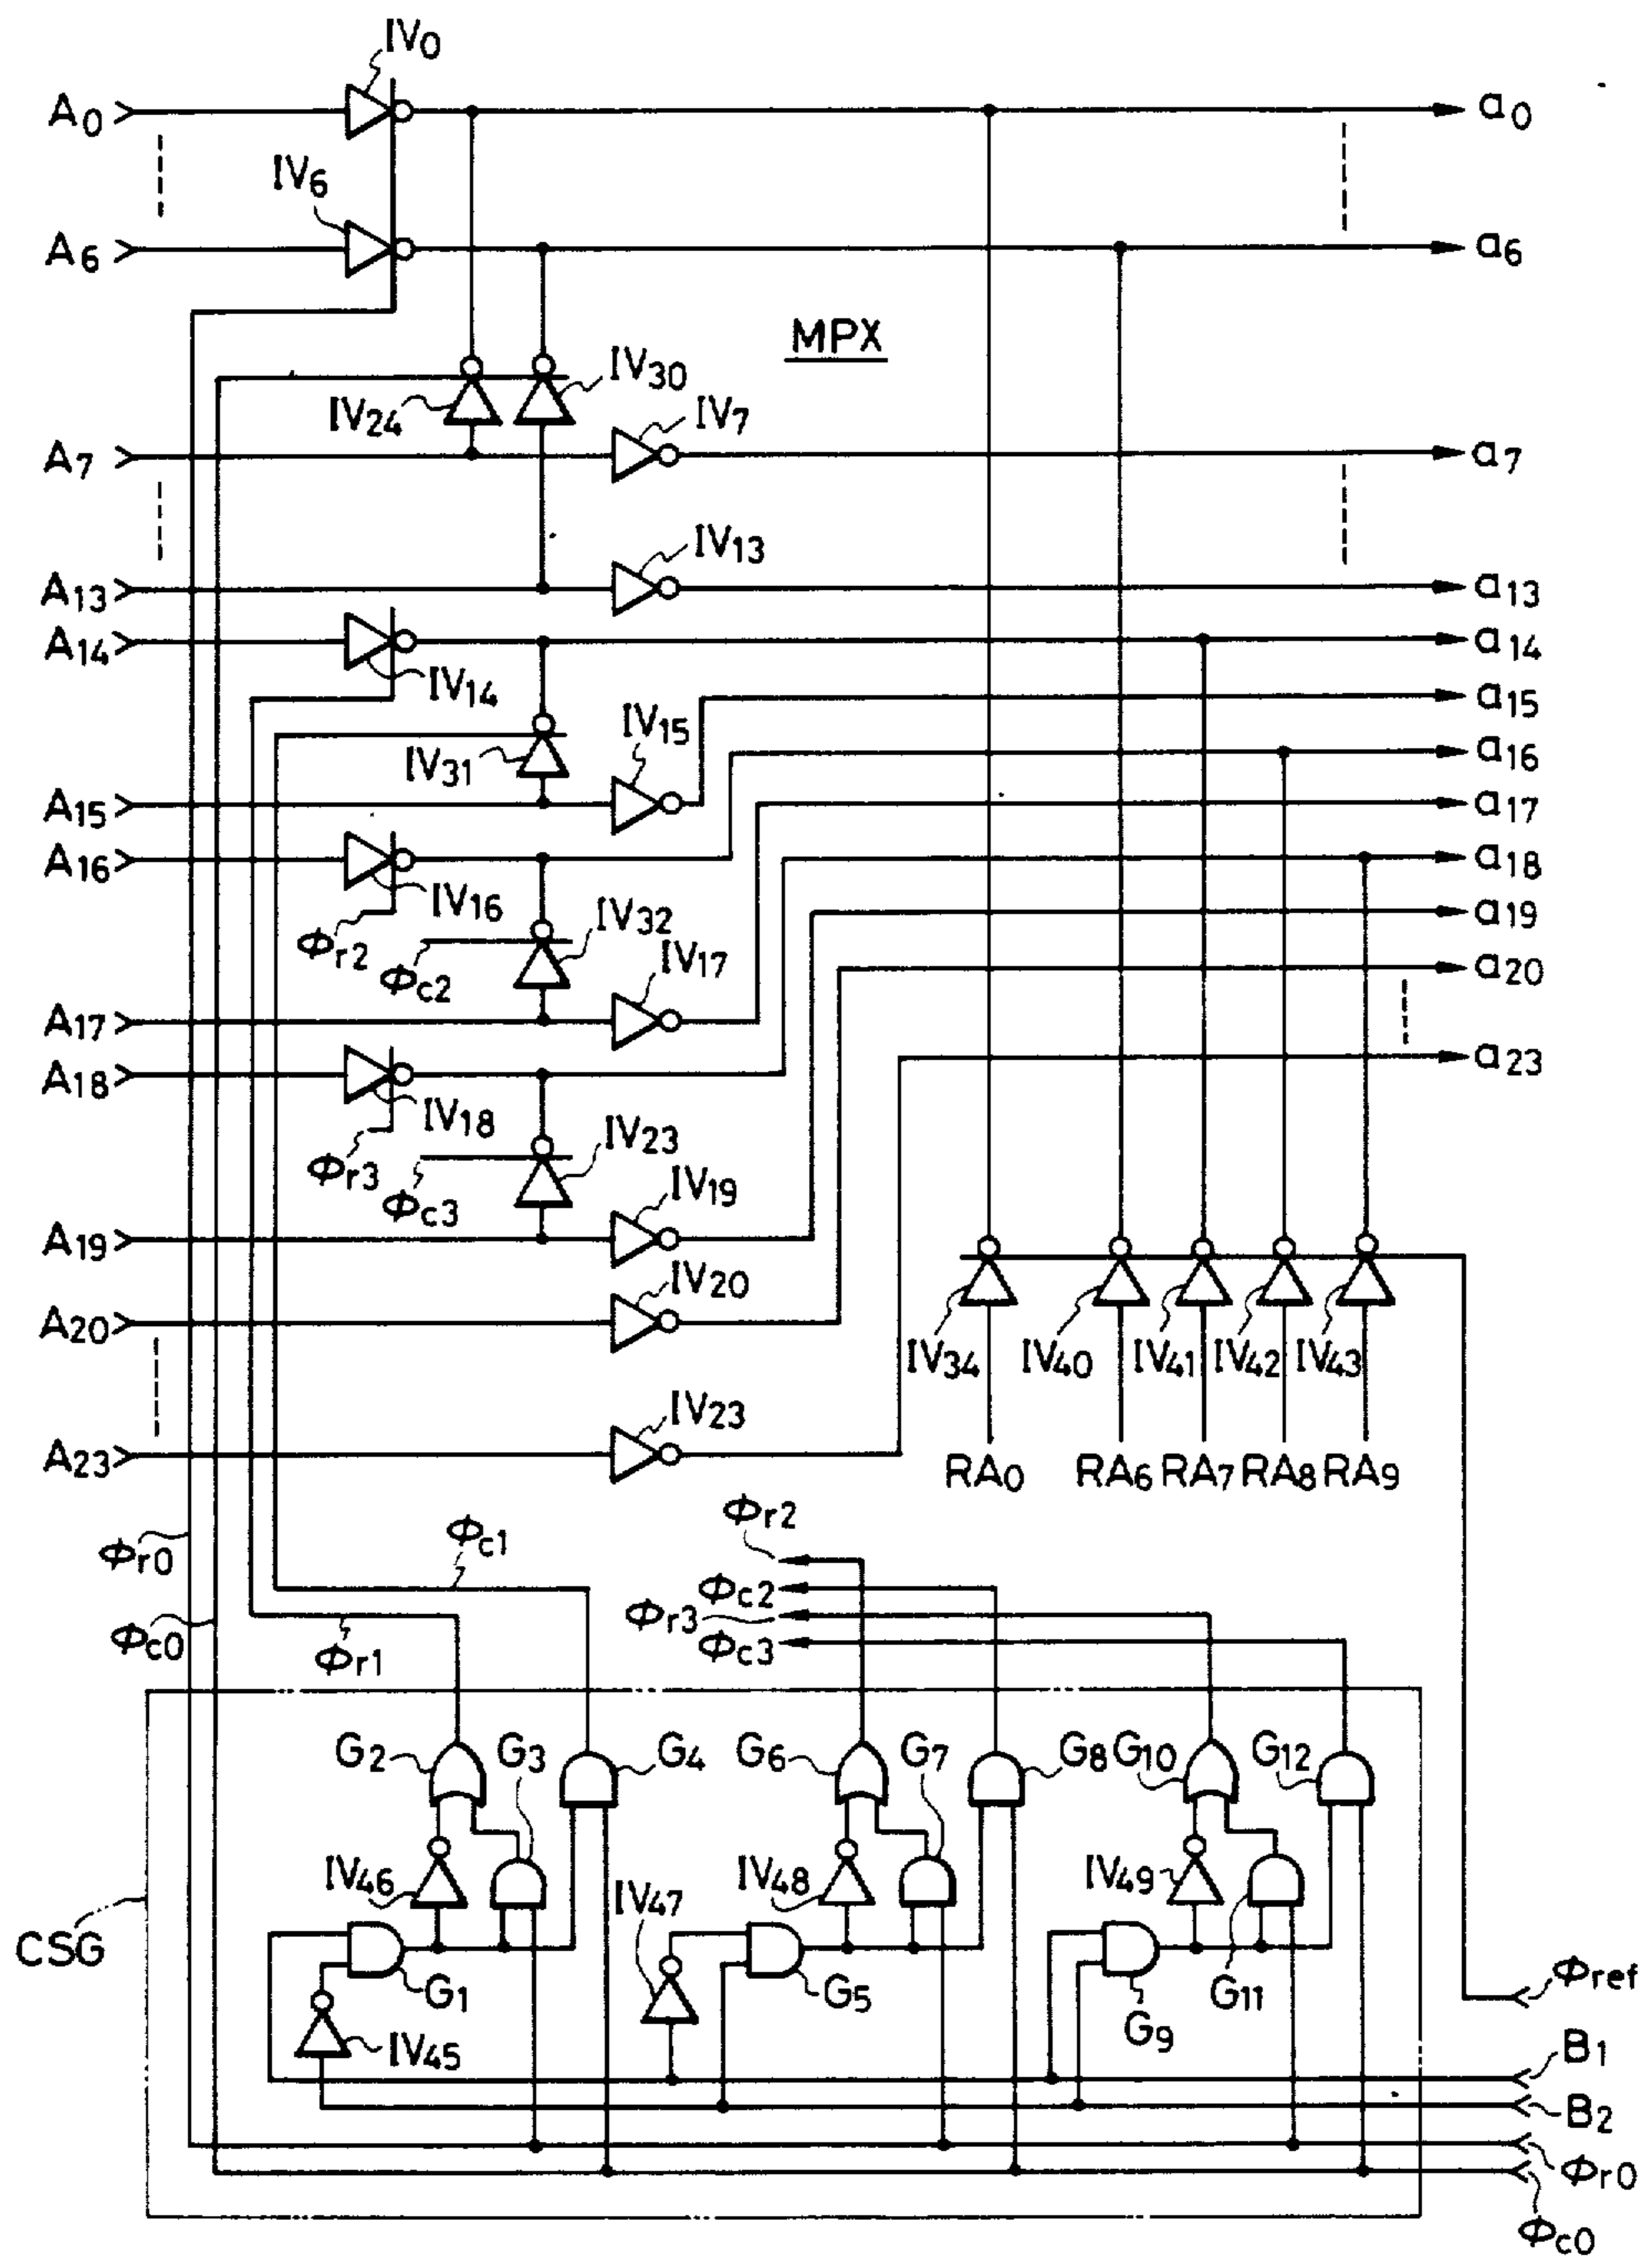 IV0
A0 a0
IV6
A6 a6
MPX
IV30
IV24 IV7
A7 a7
IV13
A13 a13
A14 a14
IV14
a15
IV15
IV31 a16
A15 a17
A16 a18
IV16
IV32 a19
Φr2
Φc2 IV17 a20
A17
A18 a23
IV18
IV23
Φr3
Φc3 IV19
A19
IV20
A20
IV34 IV40 IV41 IV42 IV43
IV23
A23 RA0 RA6 RA7 RA8 RA9
Φr2
Φc1
Φr0
Φc2
Φr3
Φc0 Φr1 Φc3
G2 G3 G4 G6 G7 G8 G10 G12
IV46 IV47 IV48 IV49
CSG
G1 G5 G9 G11 Φref
IV45 B1
B2
Φr0
Φc0